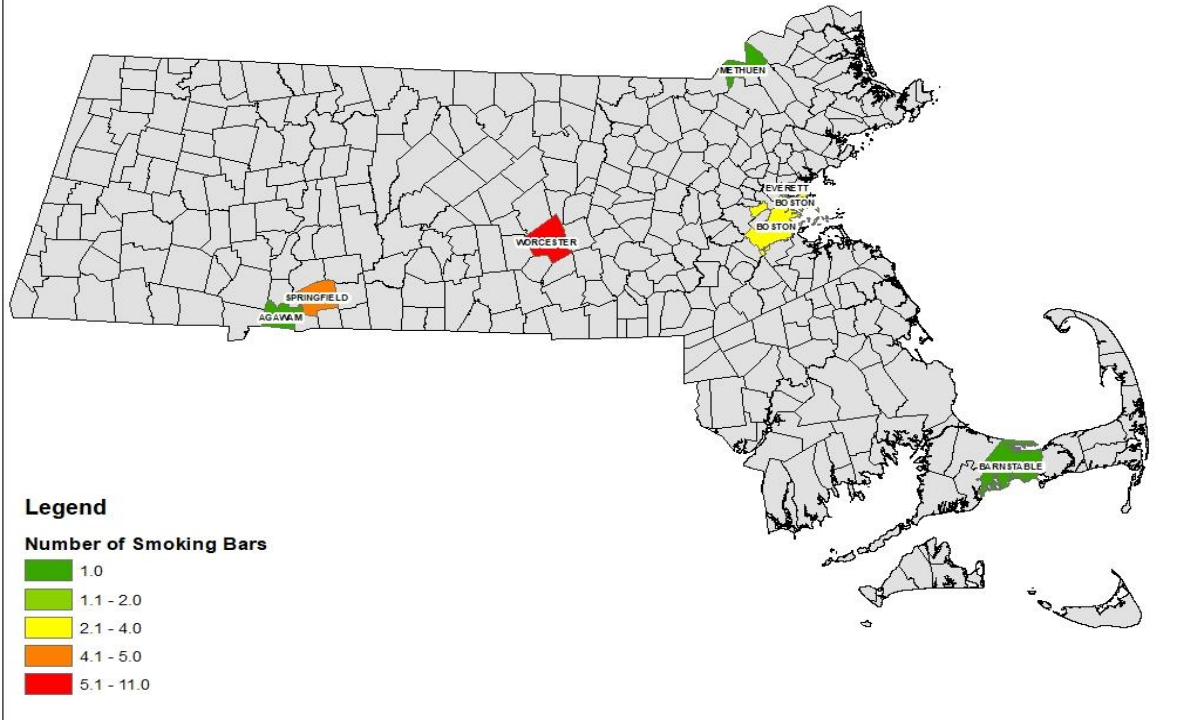 METHUEN
EVERETT
BOSTON
BOSTON
WORCESTER
SPRINGFIELD
AGAWAM
BARNSTABLE
Legend
Number of Smoking Bars
1.0
1.1 - 2.0
2.1 - 4.0
4.1 - 5.0
5.1 - 11.0